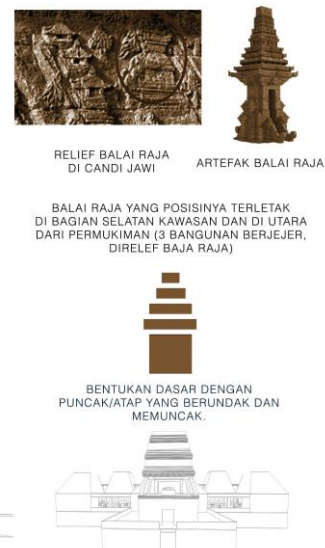 RELIEF BALAI RAJA
DI CANDI JAWI
ARTEFAK BALAI RAJA
BALAI RAJA YANG POSISINYA TERLETAK
DI BAGIAN SELATAN KAWASAN DAN DI UTARA
DARI PERMUKIMAN (3 BANGUNAN BERJEJER,
DIRELEF BAJA RAJA)
BENTUKAN DASAR DENGAN
PUNCAK/ATAP YANG BERUNDAK DAN
MEMUNCAK.